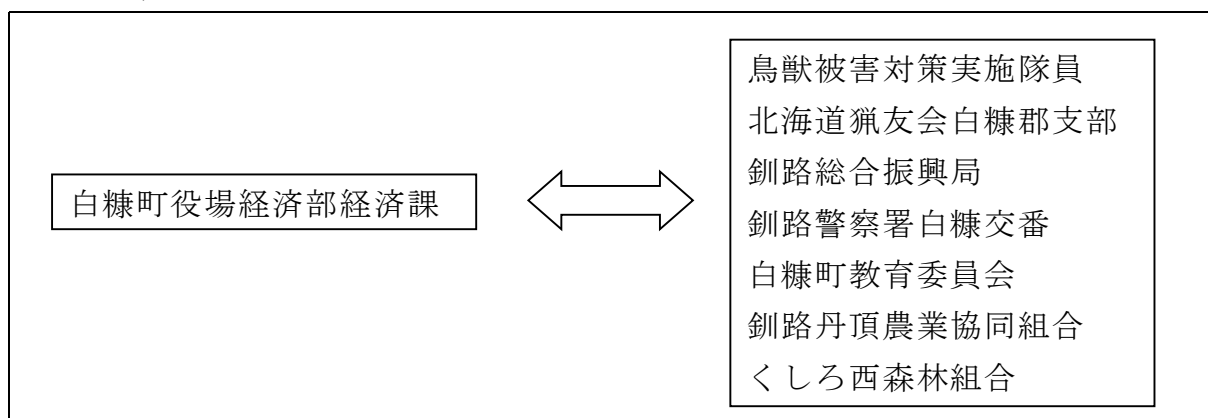 白糠町役場経済部経済課
鳥獣被害対策実施隊員
北海道猟友会白糠郡支部
釧路総合振興局
釧路警察署白糠交番
白糠町教育委員会
釧路丹頂農業協同組合
くしろ西森林組合